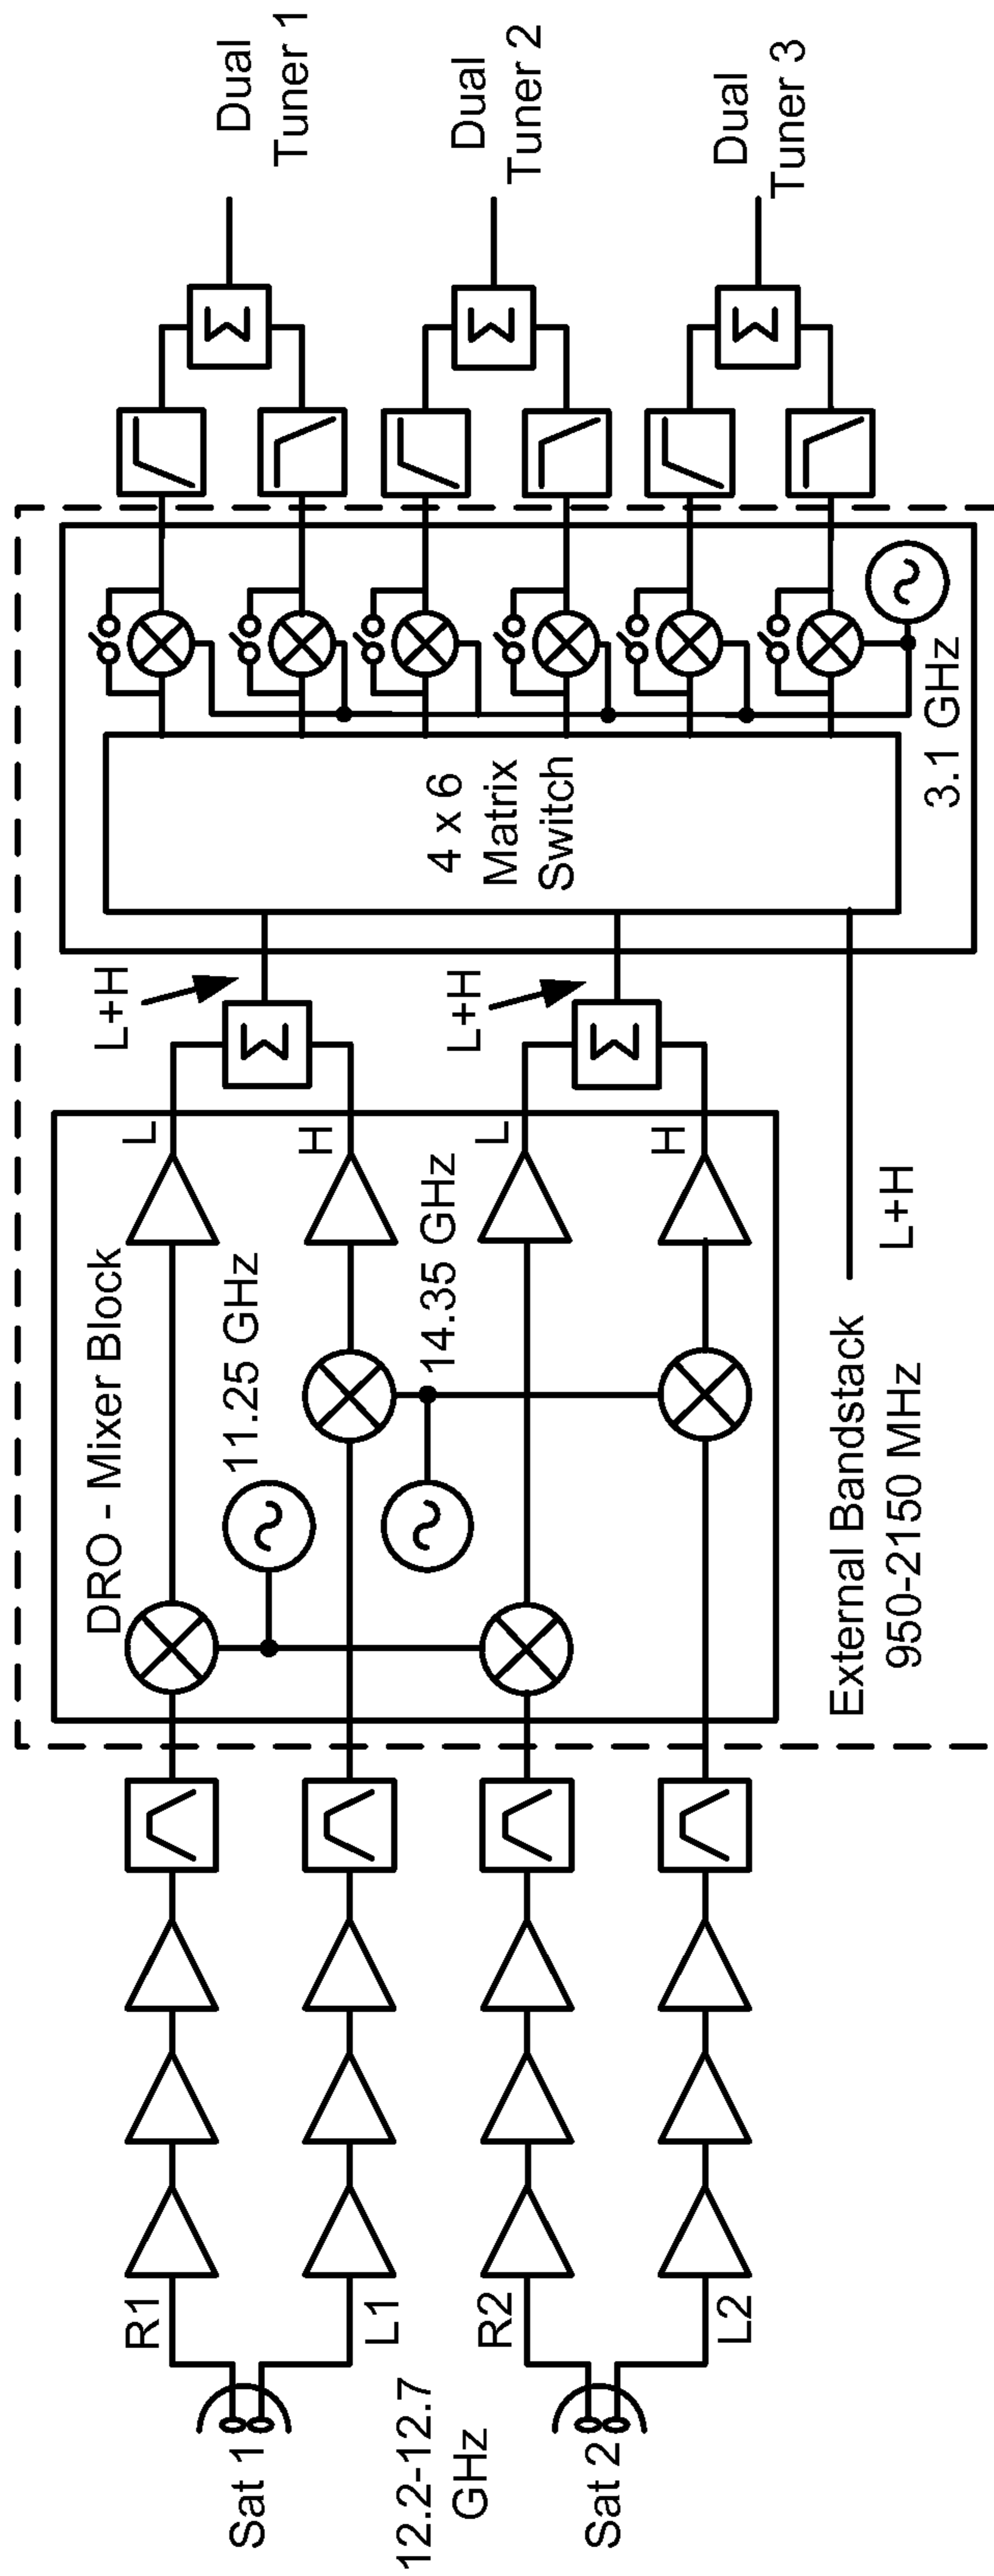 Sat 1
12.2-12.7
GHz
Sat 2
R1
L1
R2
L2
DRO - Mixer Block
11.25 GHz
14.35 GHz
L
H
L
H
L+H
L+H
External Bandstack
950-2150 MHz
L+H
4 x 6
Matrix
Switch
3.1 GHz
Σ
Σ
Σ
Σ
Σ
Dual
Tuner 1
Dual
Tuner 2
Dual
Tuner 3